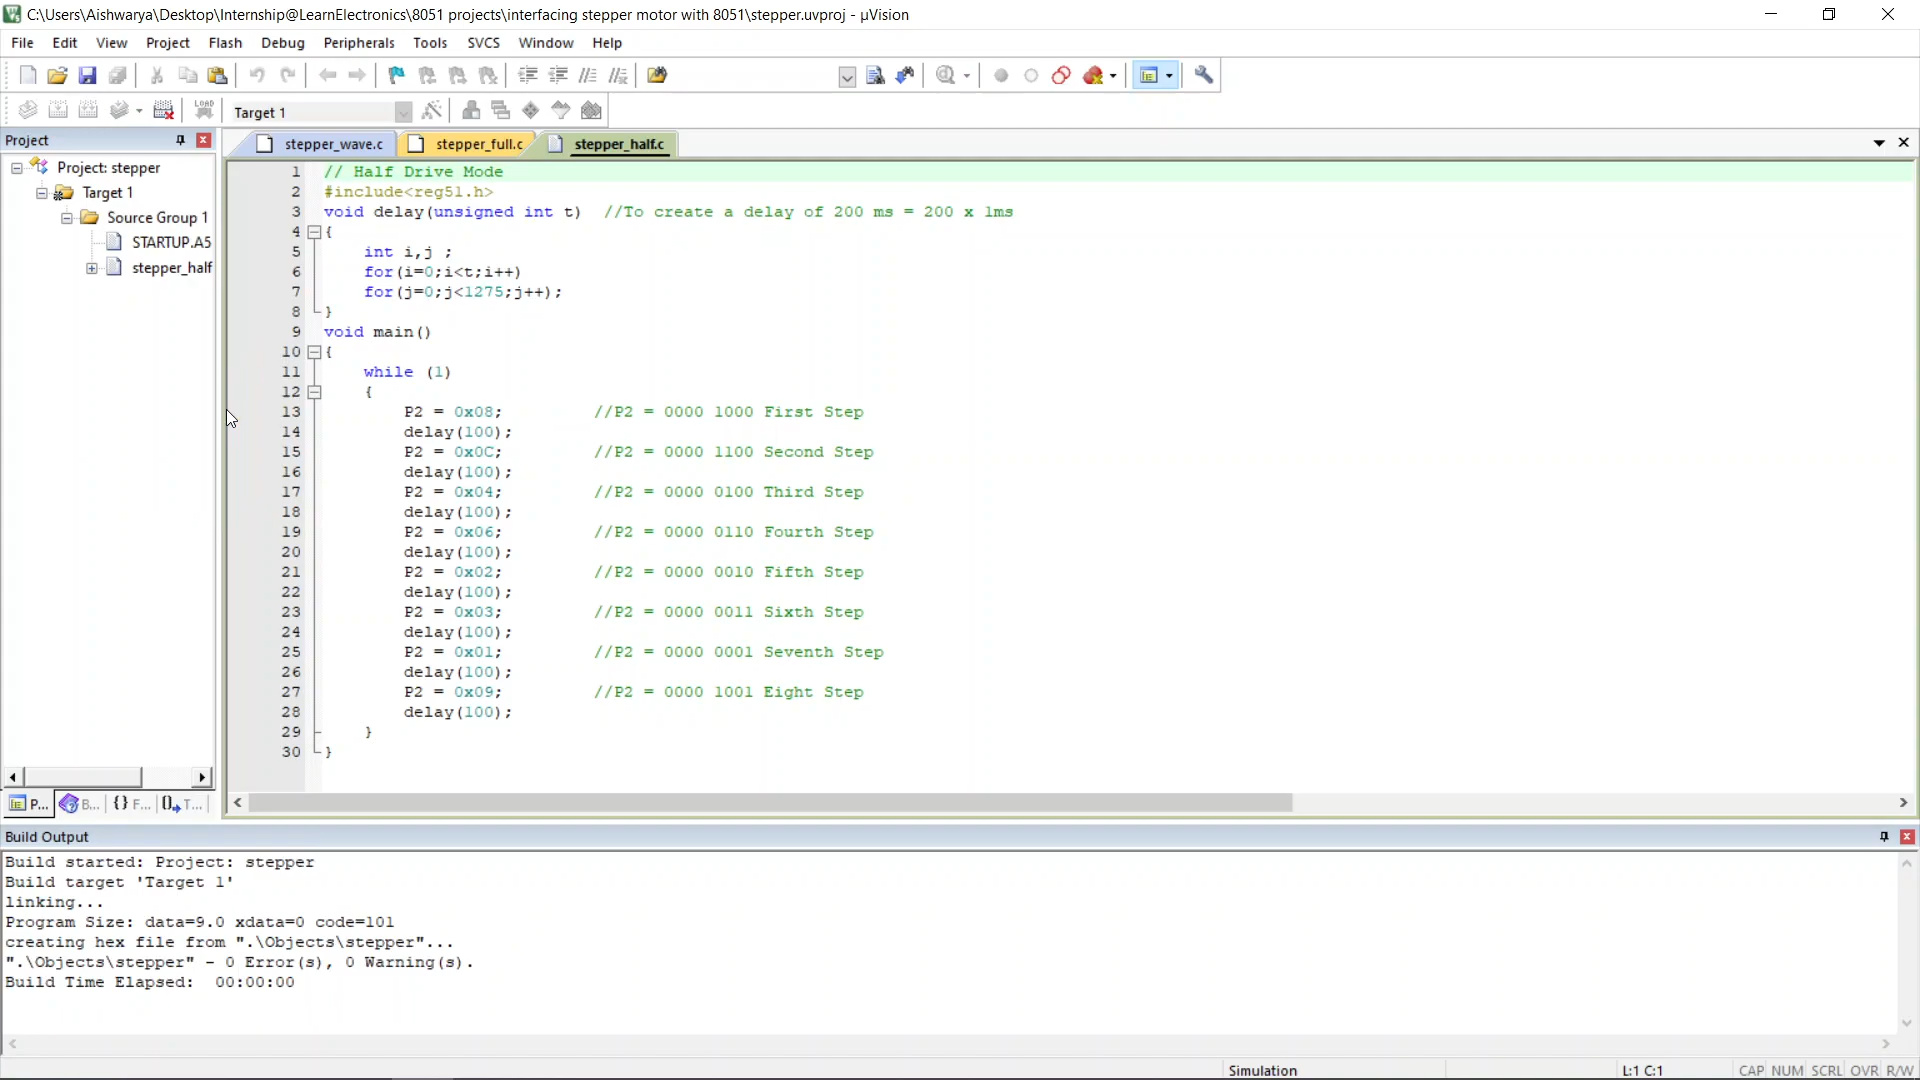 C:\Users\Aishwarya\Desktop\Internship@LearnElectronics\8051 projects\interfacing stepper motor with 8051\stepper.uvproj - µVision
File Edit View Project Flash Debug Peripherals Tools SVCS Window Help
LOAD Target 1
Project
stepper_wave.c stepper_full.c stepper_half.c
Project: stepper
Target 1
Source Group 1
STARTUP.A5
stepper_half
1 // Half Drive Mode
2 #include<reg51.h>
3 void delay(unsigned int t) //To create a delay of 200 ms = 200 x 1ms
4 {
5 int i,j ;
6 for(i=0;i<t;i++)
7 for(j=0;j<1275;j++);
8 }
9 void main()
10 {
11 while (1)
12 {
13 P2 = 0x08; //P2 = 0000 1000 First Step
14 delay(100);
15 P2 = 0x0C; //P2 = 0000 1100 Second Step
16 delay(100);
17 P2 = 0x04; //P2 = 0000 0100 Third Step
18 delay(100);
19 P2 = 0x06; //P2 = 0000 0110 Fourth Step
20 delay(100);
21 P2 = 0x02; //P2 = 0000 0010 Fifth Step
22 delay(100);
23 P2 = 0x03; //P2 = 0000 0011 Sixth Step
24 delay(100);
25 P2 = 0x01; //P2 = 0000 0001 Seventh Step
26 delay(100);
27 P2 = 0x09; //P2 = 0000 1001 Eight Step
28 delay(100);
29 }
30 }
P... B... {} F... 0 T...
Build Output
Build started: Project: stepper
Build target 'Target 1'
linking...
Program Size: data=9.0 xdata=0 code=101
creating hex file from ".\Objects\stepper"...
".\Objects\stepper" - 0 Error(s), 0 Warning(s).
Build Time Elapsed: 00:00:00
Simulation L:1 C:1 CAP NUM SCRL OVR R/W